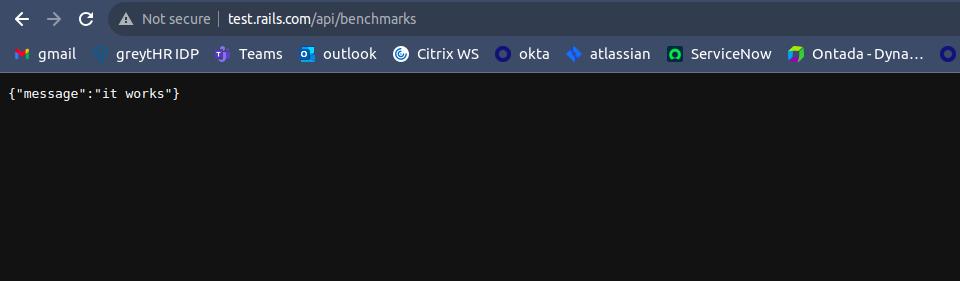 Not secure test.rails.com/api/benchmarks
gmail greytHR IDP Teams outlook Citrix WS okta atlassian ServiceNow Ontada - Dyna...
{"message":"it works"}